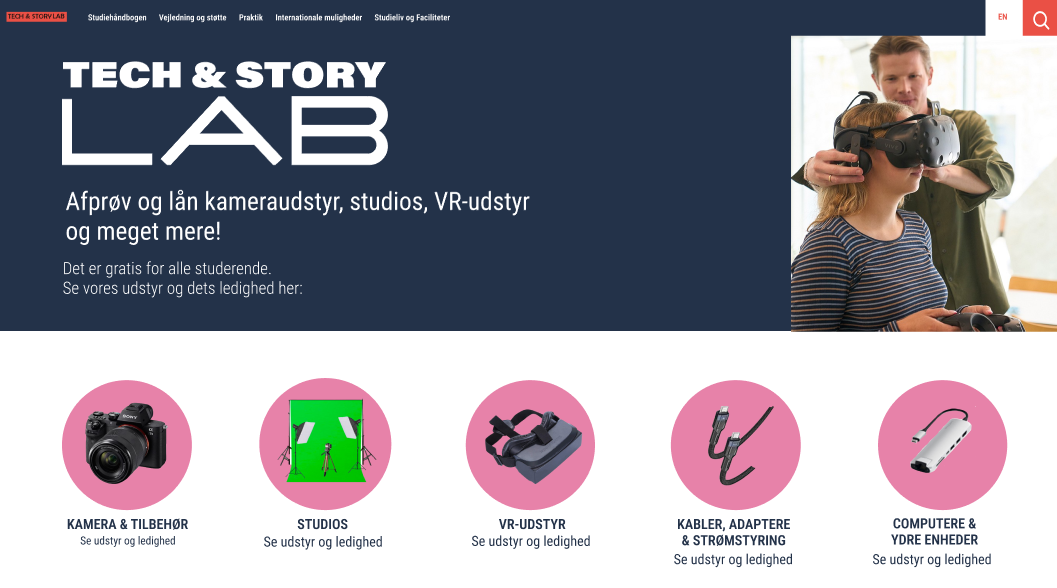 TECH & STORY LAB
Studiehåndbogen Vejledning og støtte Praktik Internationale muligheder Studieliv og Faciliteter
EN
TECH & STORY
LAB
Afprøv og lån kameraudstyr, studios, VR-udstyr
og meget mere!
Det er gratis for alle studerende.
Se vores udstyr og dets ledighed her:
SONY
KAMERA & TILBEHØR
Se udstyr og ledighed
STUDIOS
Se udstyr og ledighed
VR-UDSTYR
Se udstyr og ledighed
KABLER, ADAPTERE
& STRØMSTYRING
Se udstyr og ledighed
COMPUTERE &
YDRE ENHEDER
Se udstyr og ledighed